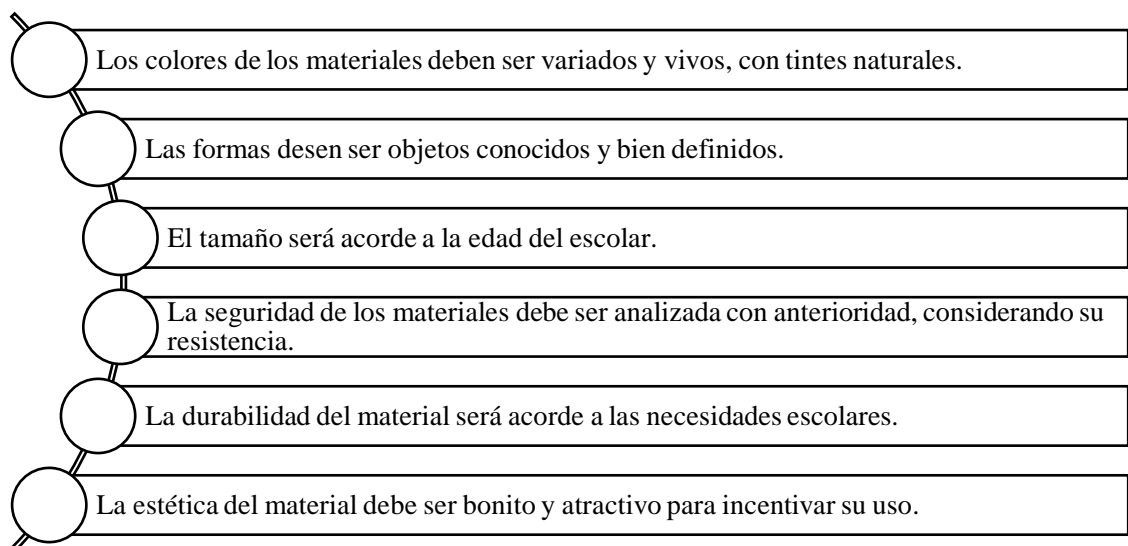 Los colores de los materiales deben ser variados y vivos, con tintes naturales.
Las formas desen ser objetos conocidos y bien definidos.
El tamaño será acorde a la edad del escolar.
La seguridad de los materiales debe ser analizada con anterioridad, considerando su
resistencia.
La durabilidad del material será acorde a las necesidades escolares.
La estética del material debe ser bonito y atractivo para incentivar su uso.